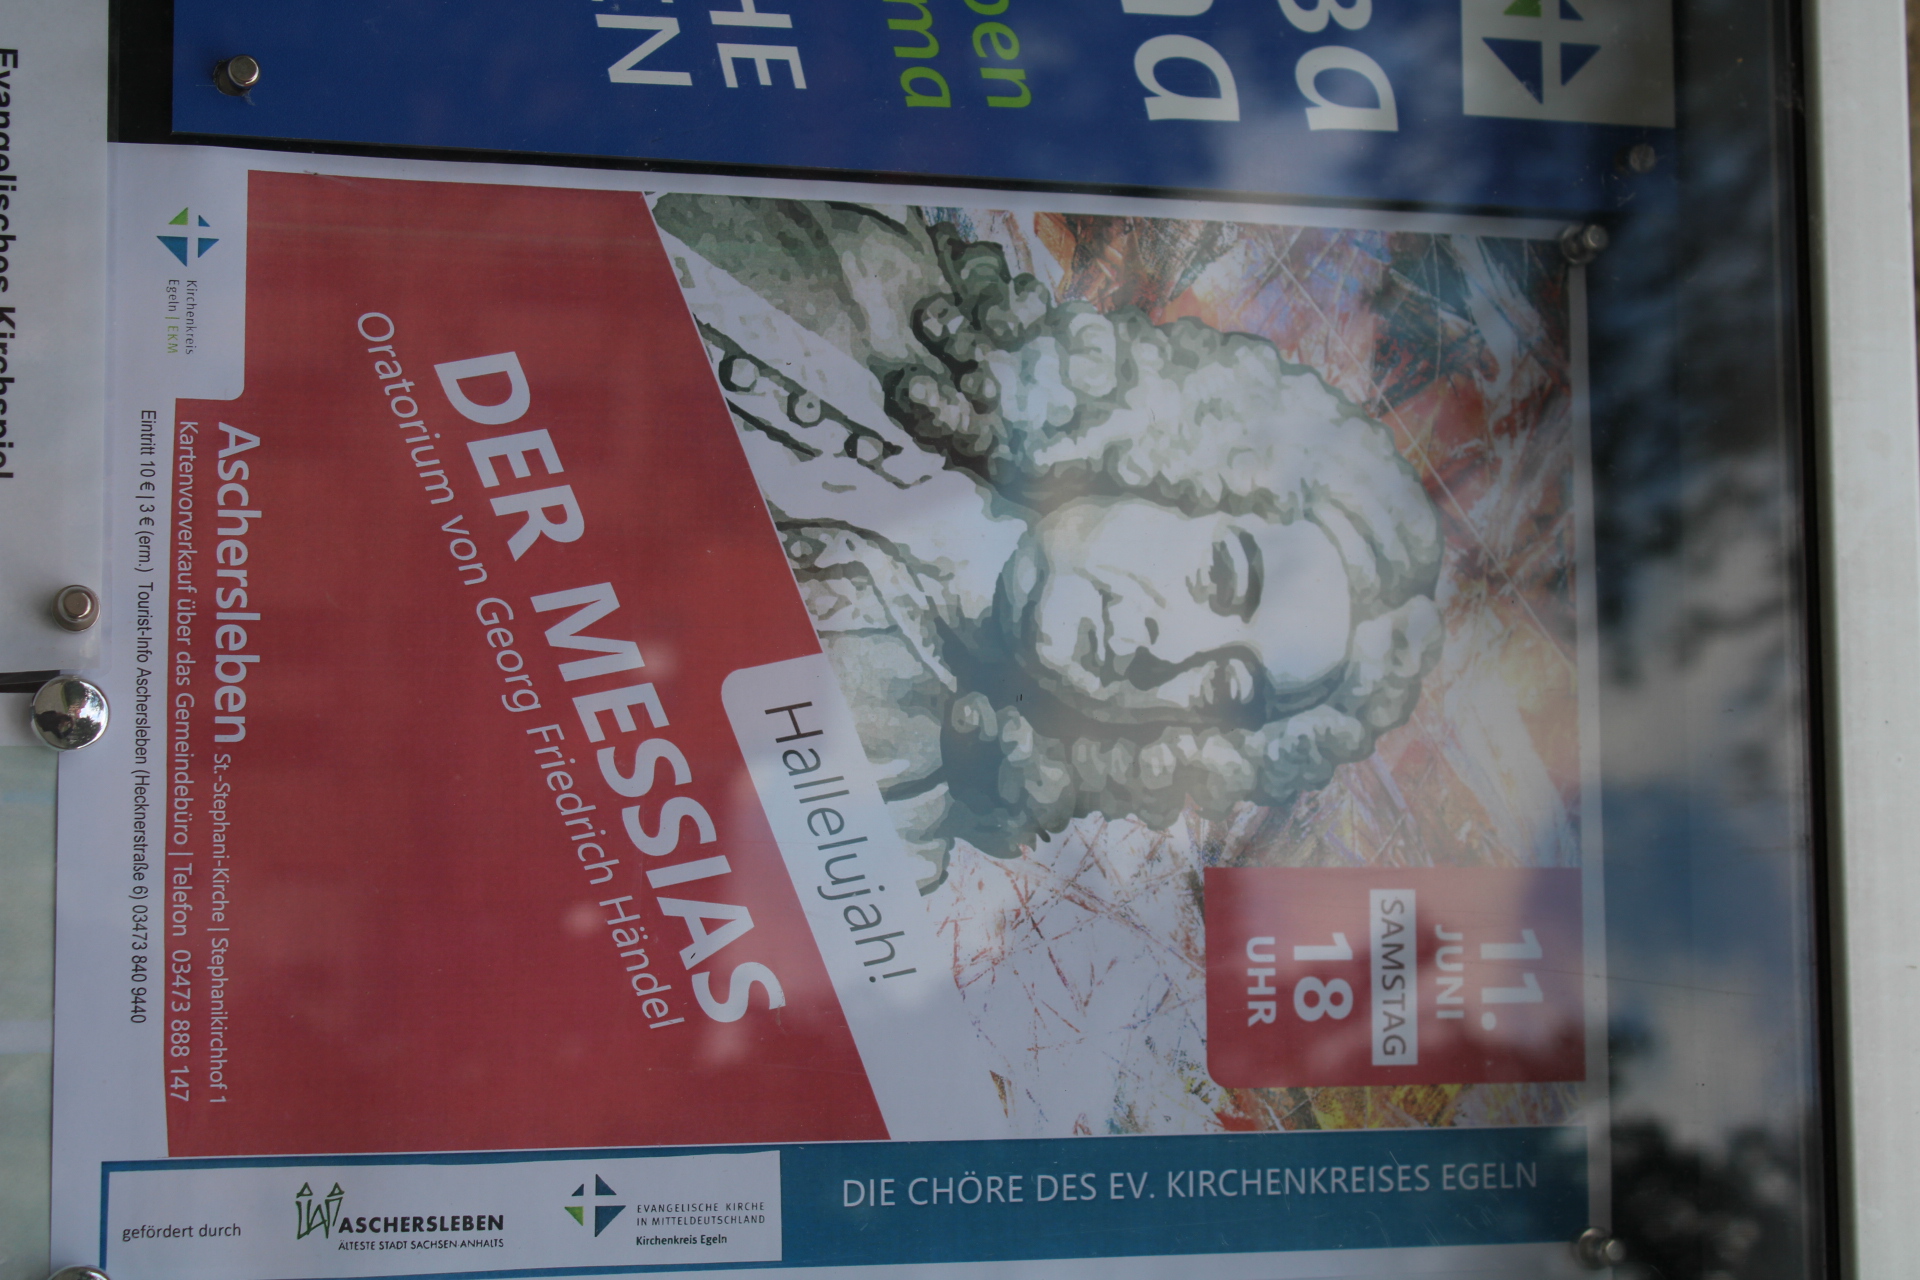 11.
JUNI
SAMSTAG
18
UHR
Hallelujah!
DER MESSIAS
Oratorium von Georg Friedrich Händel
Aschersleben St.-Stephani-Kirche | Stephanikirchhof 1
Kartenvorverkauf über das Gemeindebüro | Telefon 03473 888 147
Eintritt 10 € | 3 € (erm.) Tourist-Info Aschersleben (Hecknerstraße 6) 03473 840 9440
Kirchenkreis
Egeln | EKM
DIE CHÖRE DES EV. KIRCHENKREISES EGELN
EVANGELISCHE KIRCHE
IN MITTELDEUTSCHLAND
Kirchenkreis Egeln
ASCHERSLEBEN
ÄLTESTE STADT SACHSEN-ANHALTS
gefördert durch
Evangelisches Kirchspiel